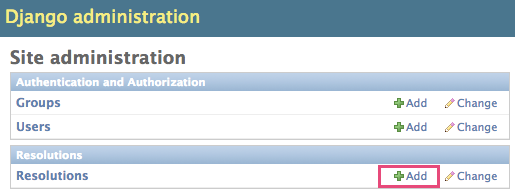 Django administration
Site administration
Authentication and Authorization
Groups Add Change
Users Add Change
Resolutions
Resolutions Add Change